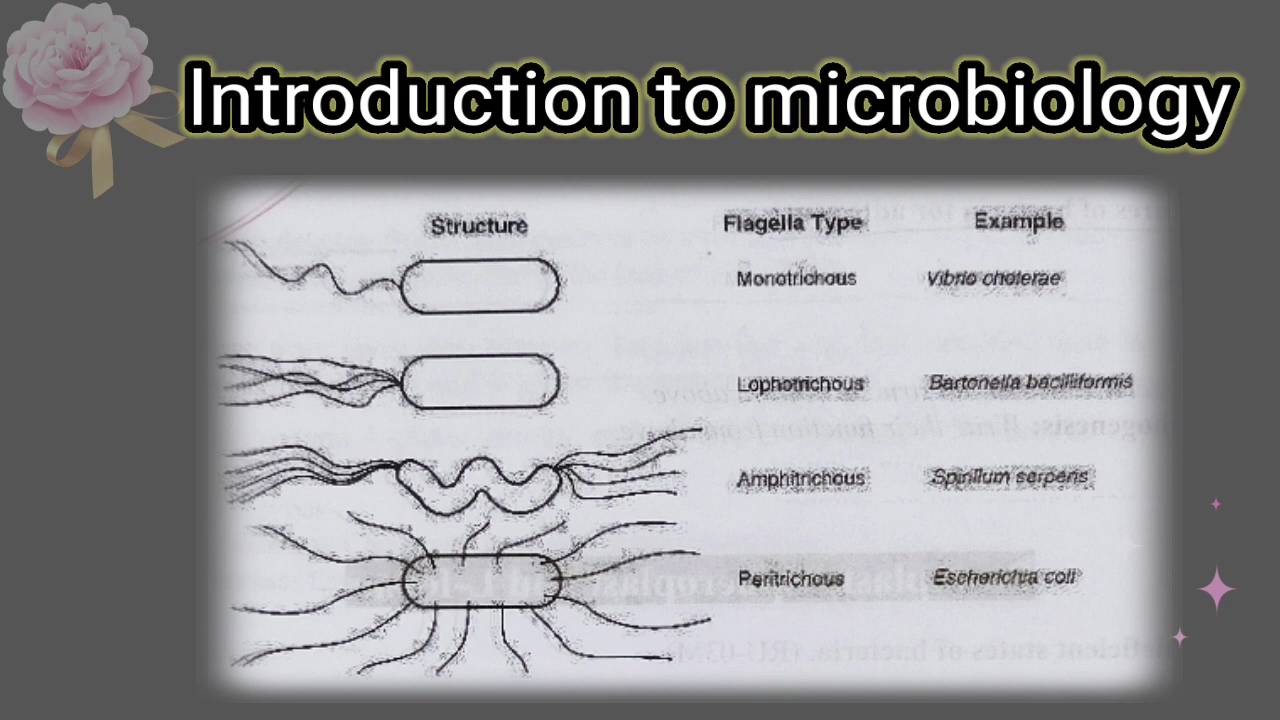 Introduction to microbiology
Structure Flagella Type Example
Monotrichous Vibrio cholerae
Lophotrichous Bartonella bacilliformis
Amphitrichous Spirillum serpens
Peritrichous Escherichia coli